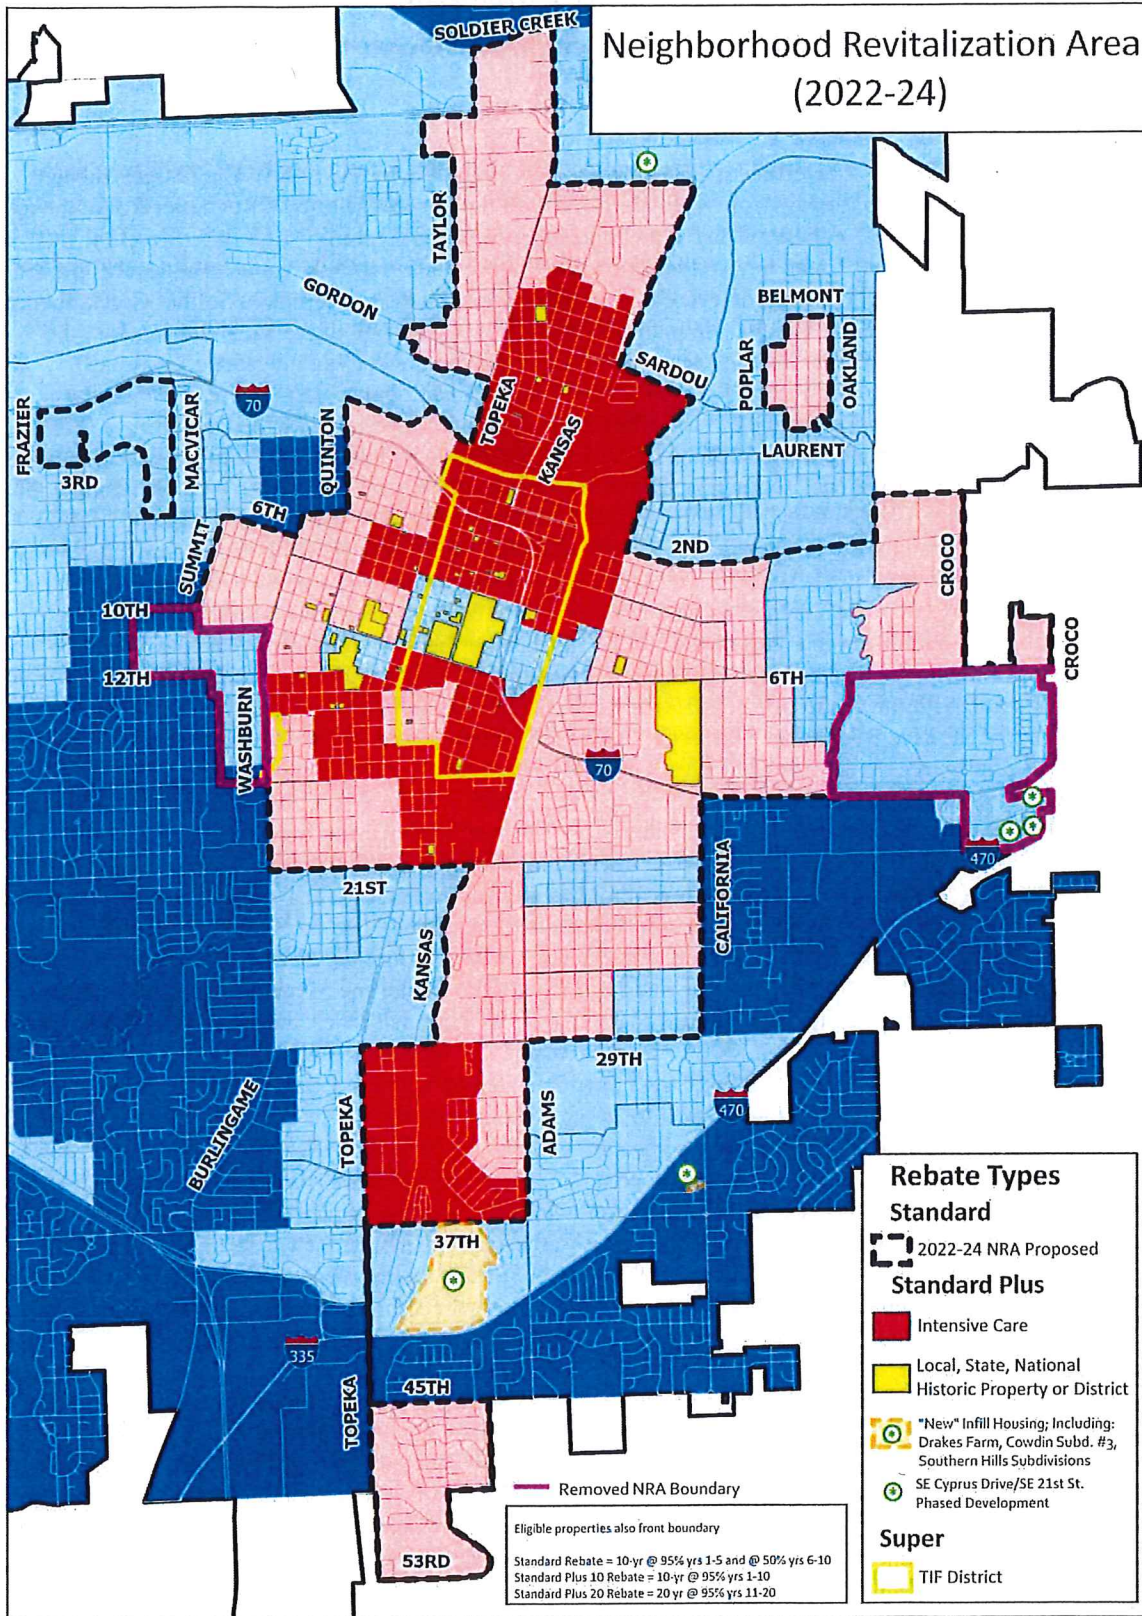 Neighborhood Revitalization Area
(2022-24)
SOLDIER CREEK
TAYLOR
GORDON
TOPEKA
KANSAS
SARDOU
BELMONT
POPLAR
OAKLAND
LAURENT
FRAZIER
3RD
MACVICAR
70
QUINTON
6TH
SUMMIT
2ND
CROCO
10TH
12TH
WASHBURN
6TH
CROCO
70
470
21ST
KANSAS
CALIFORNIA
29TH
BURLINGAME
TOPEKA
ADAMS
470
37TH
335
TOPEKA
45TH
53RD
Removed NRA Boundary
Eligible properties also front boundary
Standard Rebate = 10-yr @ 95% yrs 1-5 and @ 50% yrs 6-10
Standard Plus 10 Rebate = 10-yr @ 95% yrs 1-10
Standard Plus 20 Rebate = 20 yr @ 95% yrs 11-20
Rebate Types
Standard
2022-24 NRA Proposed
Standard Plus
Intensive Care
Local, State, National
Historic Property or District
"New" Infill Housing; Including:
Drakes Farm, Cowdin Subd. #3,
Southern Hills Subdivisions
SE Cyprus Drive/SE 21st St.
Phased Development
Super
TIF District